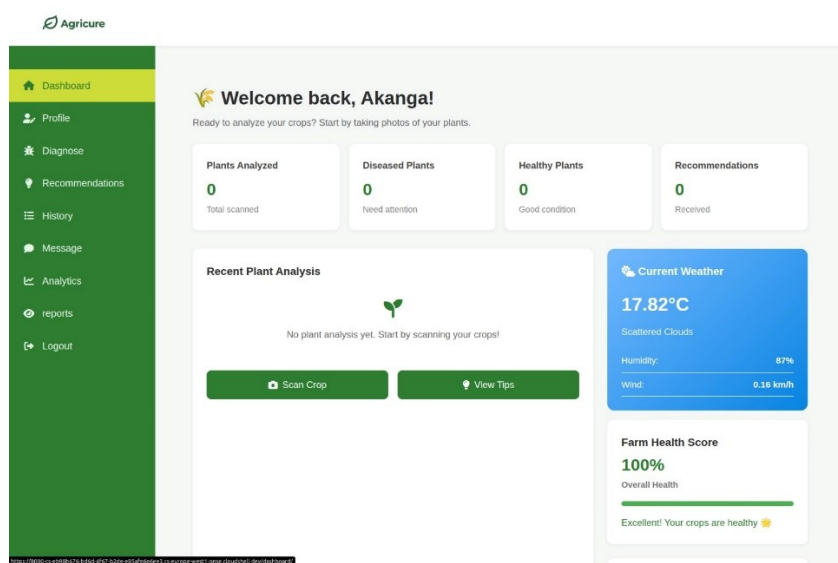 Agricure
Dashboard
Profile
Diagnose
Recommendations
History
Message
Analytics
reports
Logout
Welcome back, Akanga!
Ready to analyze your crops? Start by taking photos of your plants.
Plants Analyzed
0
Total scanned
Diseased Plants
0
Need attention
Healthy Plants
0
Good condition
Recommendations
0
Received
Recent Plant Analysis
No plant analysis yet. Start by scanning your crops!
Scan Crop
View Tips
Current Weather
17.82°C
Scattered Clouds
Humidity: 87%
Wind: 0.16 km/h
Farm Health Score
100%
Overall Health
Excellent! Your crops are healthy 🌟